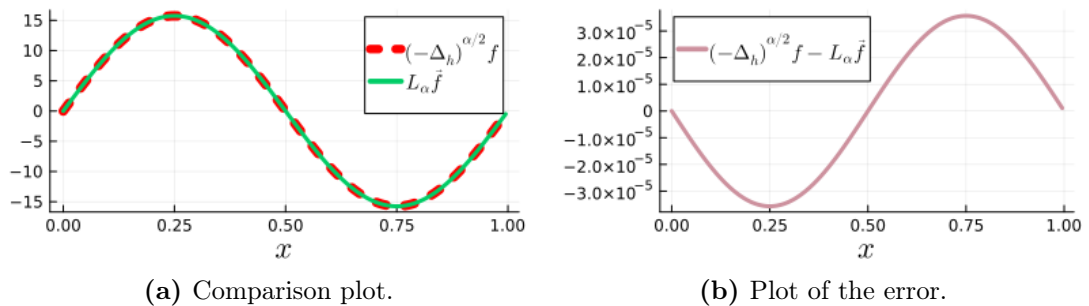 15
10
5
0
-5
-10
-15
0.00 0.25 0.50 0.75 1.00
x
(-Δ_h)^{α/2} f
L_α \vec{f}
(a) Comparison plot.
3.0×10⁻⁵
2.0×10⁻⁵
1.0×10⁻⁵
0
-1.0×10⁻⁵
-2.0×10⁻⁵
-3.0×10⁻⁵
0.00 0.25 0.50 0.75 1.00
x
(-Δ_h)^{α/2} f - L_α \vec{f}
(b) Plot of the error.